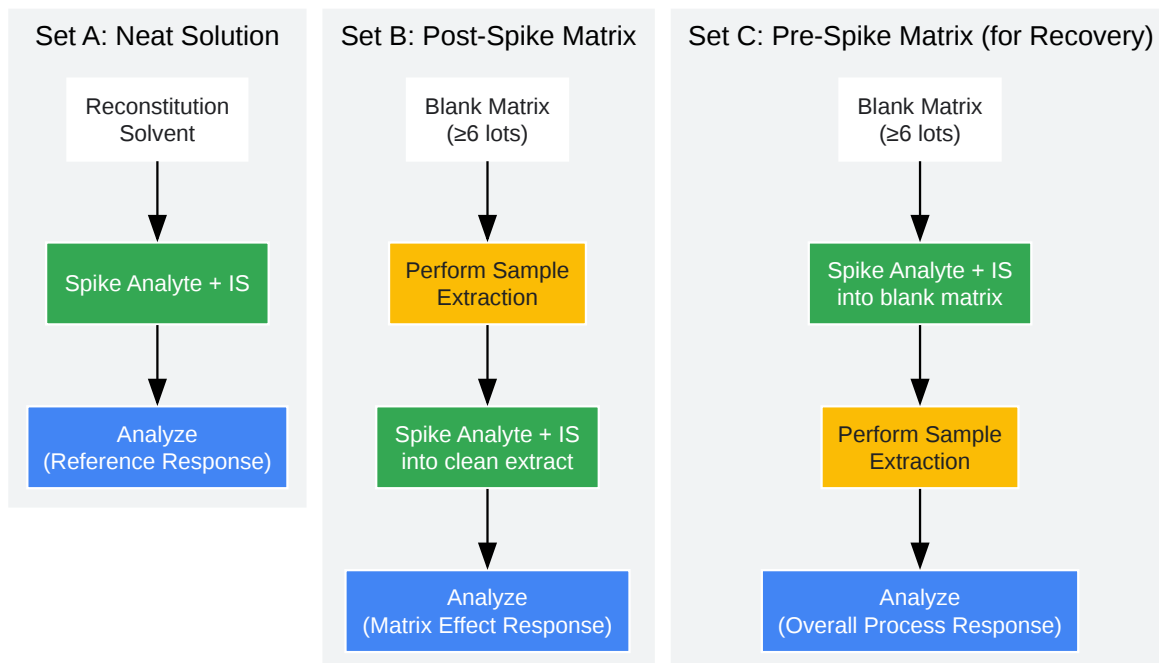 Set A: Neat Solution
Reconstitution
Solvent
Spike Analyte + IS
Analyze
(Reference Response)
Set B: Post-Spike Matrix
Blank Matrix
(≥6 lots)
Perform Sample
Extraction
Spike Analyte + IS
into clean extract
Analyze
(Matrix Effect Response)
Set C: Pre-Spike Matrix (for Recovery)
Blank Matrix
(≥6 lots)
Spike Analyte + IS
into blank matrix
Perform Sample
Extraction
Analyze
(Overall Process Response)